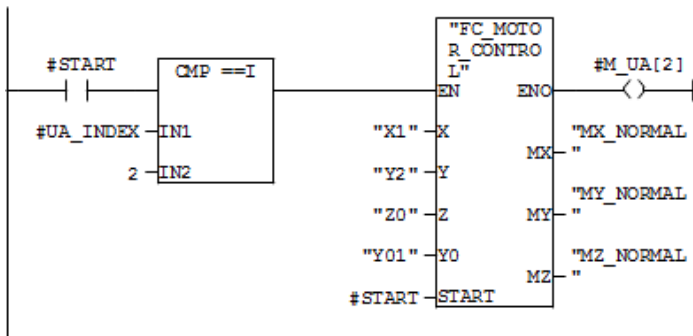 "FC_MOTO
R_CONTRO
L"
#START
CMP ==I
#M_UA[2]
EN
ENO
#UA_INDEX
IN1
"X1"
X
"MX_NORMAL
MX
"
2
IN2
"Y2"
Y
"MY_NORMAL
"Z0"
Z
MY
"
"Y01"
Y0
"MZ_NORMAL
MZ
"
#START
START